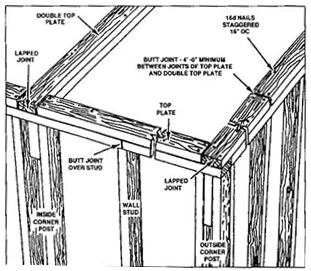 DOUBLE TOP
PLATE
16d NAILS
STAGGERED
16" OC
LAPPED
JOINT
BUTT JOINT - 4'-0" MINIMUM
BETWEEN JOINTS OF TOP PLATE
AND DOUBLE TOP PLATE
TOP
PLATE
BUTT JOINT
OVER STUD
LAPPED
JOINT
INSIDE
CORNER
POST
WALL
STUD
OUTSIDE
CORNER
POST